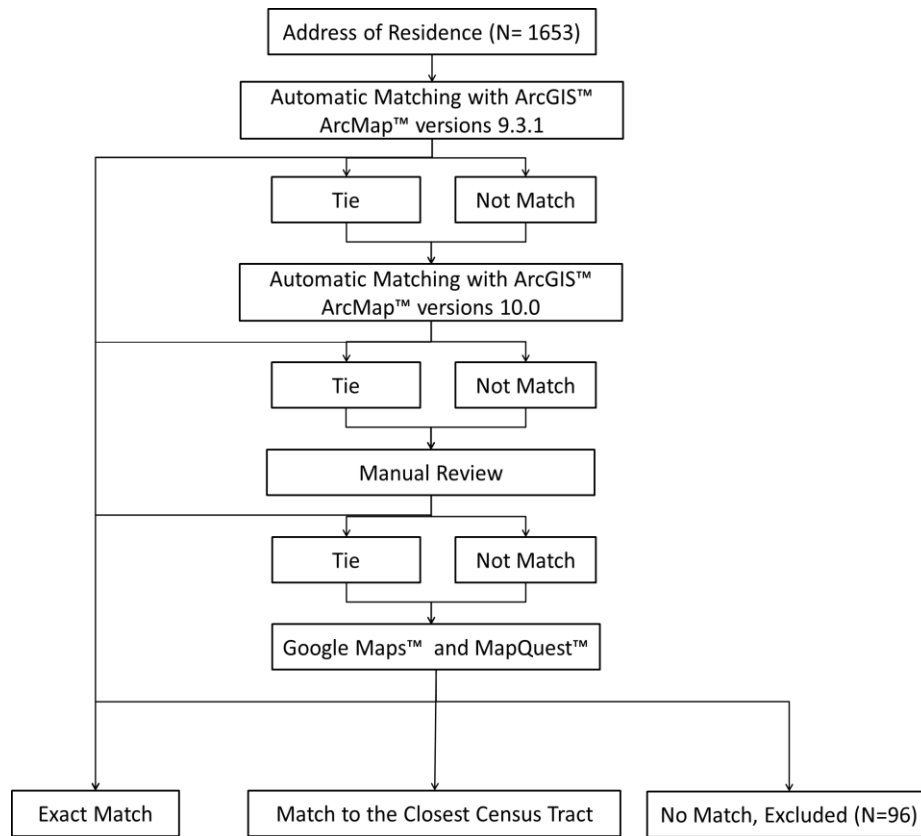 Address of Residence (N= 1653)
Automatic Matching with ArcGIS™
ArcMap™ versions 9.3.1
Tie
Not Match
Automatic Matching with ArcGIS™
ArcMap™ versions 10.0
Tie
Not Match
Manual Review
Tie
Not Match
Google Maps™ and MapQuest™
Exact Match
Match to the Closest Census Tract
No Match, Excluded (N=96)